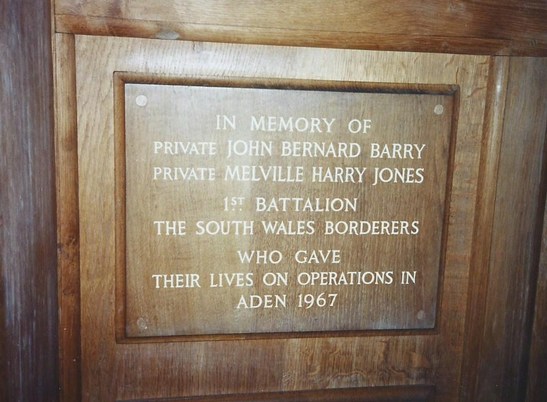 IN MEMORY OF
PRIVATE JOHN BERNARD BARRY
PRIVATE MELVILLE HARRY JONES
1ST BATTALION
THE SOUTH WALES BORDERERS
WHO GAVE
THEIR LIVES ON OPERATIONS IN
ADEN 1967